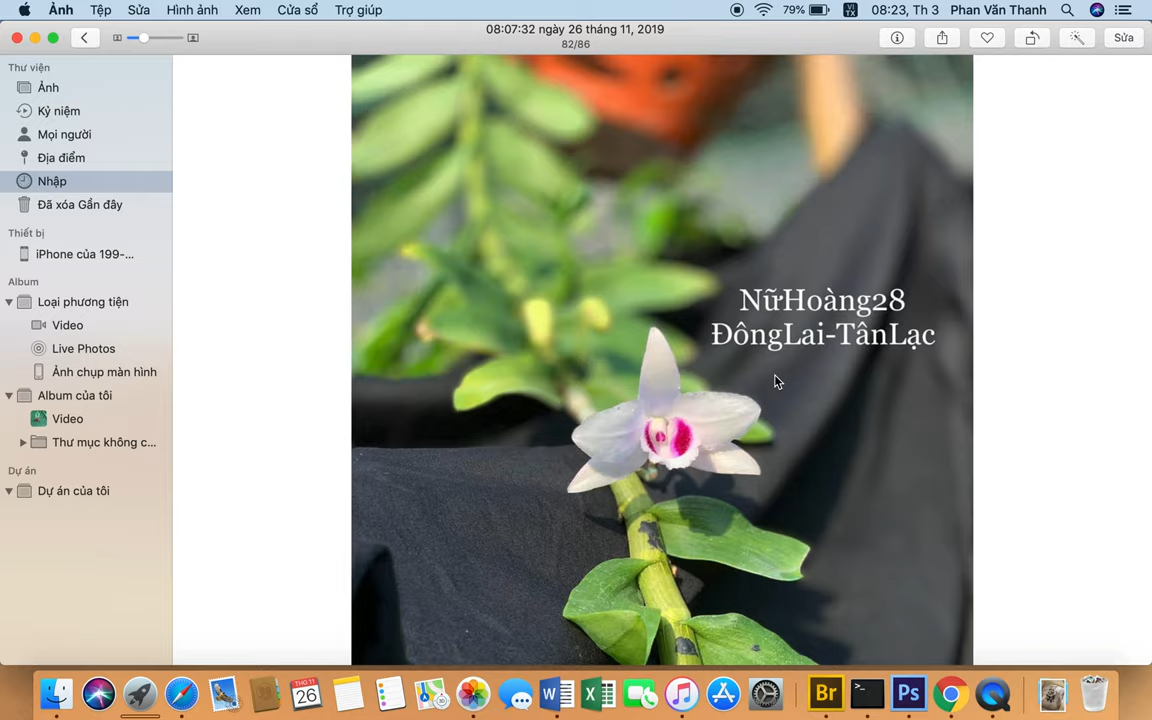 Ảnh Tệp Sửa Hình ảnh Xem Cửa sổ Trợ giúp 79% VI TX 08:23, Th 3 Phan Văn Thanh
08:07:32 ngày 26 tháng 11, 2019
82/86
Sửa
Thư viện
Ảnh
Kỷ niệm
Mọi người
Địa điểm
Nhập
Đã xóa Gần đây
Thiết bị
iPhone của 199-...
Album
Loại phương tiện
Video
Live Photos
Ảnh chụp màn hình
Album của tôi
Video
Thư mục không c...
Dự án
Dự án của tôi
NữHoàng28
ĐôngLai-TânLạc
THG 11
26
W
X
Br
>_
Ps